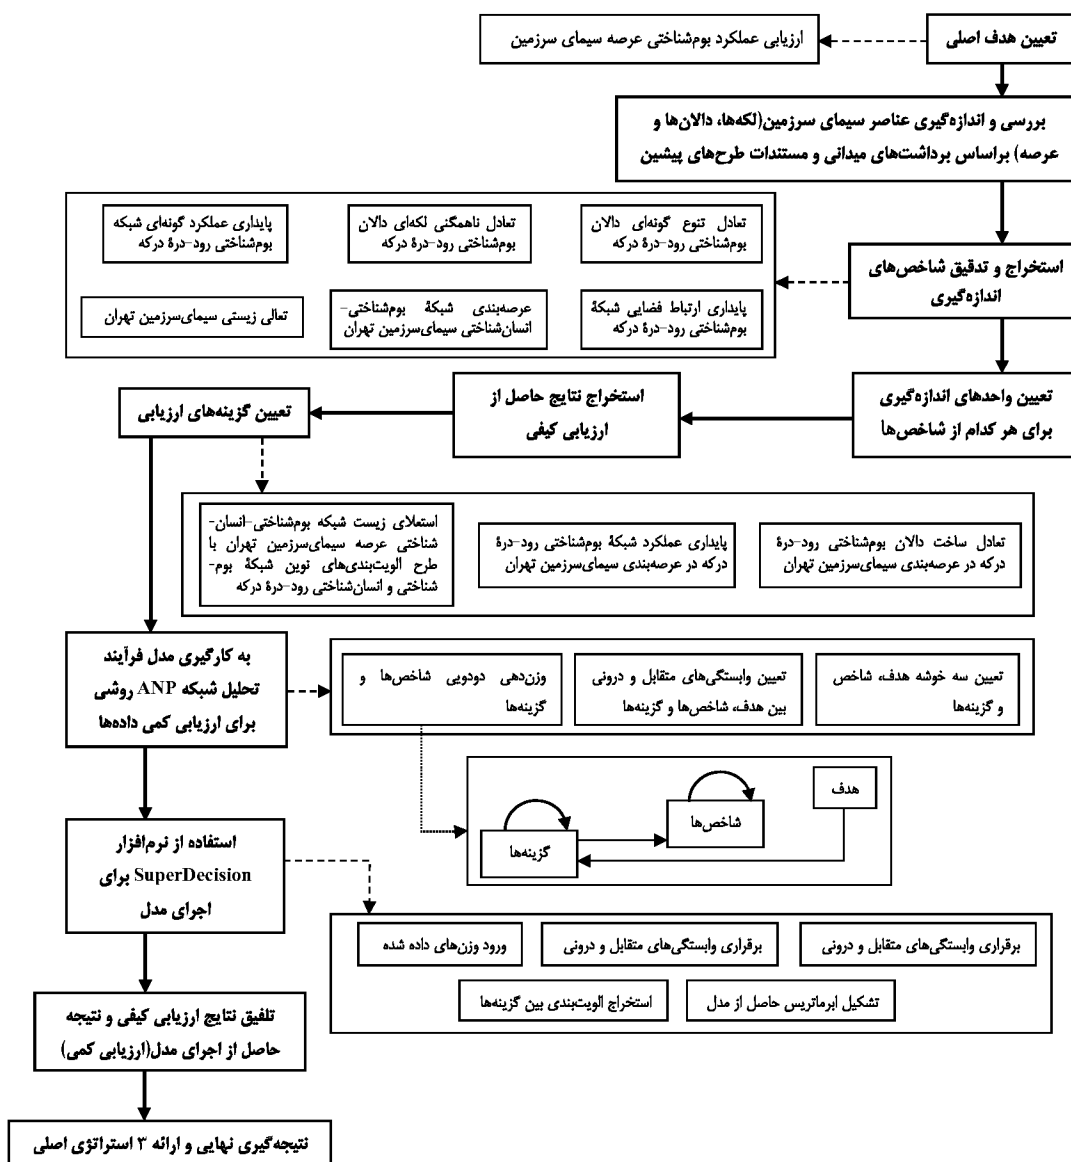 تعیین هدف اصلی
ارزیابی عملکرد بوم‌شناختی عرصه سیمای سرزمین
بررسی و اندازه‌گیری عناصر سیمای سرزمین(لکه‌ها، دالان‌ها و
عرصه) براساس برداشت‌های میدانی و مستندات طرح‌های پیشین
استخراج و تدقیق شاخص‌های
اندازه‌گیری
تعادل تنوع گونه‌ای دالان
بوم‌شناختی رود-درهٔ درکه
تعادل ناهمگنی لکه‌ای دالان
بوم‌شناختی رود-درهٔ درکه
پایداری عملکرد گونه‌ای شبکه
بوم‌شناختی رود-درهٔ درکه
پایداری ارتباط فضایی شبکهٔ
بوم‌شناختی رود-درهٔ درکه
عرصه‌بندی شبکهٔ بوم‌شناختی-
انسان‌شناختی سیمای‌سرزمین تهران
تعالی زیستی سیمای‌سرزمین تهران
تعیین واحدهای اندازه‌گیری
برای هر کدام از شاخص‌ها
استخراج نتایج حاصل از
ارزیابی کیفی
تعیین گزینه‌های ارزیابی
تعادل ساخت دالان بوم‌شناختی رود-درهٔ
درکه در عرصه‌بندی سیمای‌سرزمین تهران
پایداری عملکرد شبکهٔ بوم‌شناختی رود-درهٔ
درکه در عرصه‌بندی سیمای‌سرزمین تهران
استعلای زیست شبکه بوم‌شناختی-انسان-
شناختی عرصه سیمای‌سرزمین تهران با
طرح الویت‌بندی‌های نوین شبکهٔ بوم-
شناختی و انسان‌شناختی رود-درهٔ درکه
به کارگیری مدل فرآیند
تحلیل شبکه ANP روشی
برای ارزیابی کمی داده‌ها
تعیین سه خوشه هدف، شاخص
و گزینه‌ها
تعیین وابستگی‌های متقابل و درونی
بین هدف، شاخص‌ها و گزینه‌ها
وزن‌دهی دودویی شاخص‌ها و
گزینه‌ها
هدف
شاخص‌ها
گزینه‌ها
استفاده از نرم‌افزار
SuperDecision برای
اجرای مدل
برقراری وابستگی‌های متقابل و درونی
برقراری وابستگی‌های متقابل و درونی
ورود وزن‌های داده شده
تشکیل ابرماتریس حاصل از مدل
استخراج الویت‌بندی بین گزینه‌ها
تلفیق نتایج ارزیابی کیفی و نتیجه
حاصل از اجرای مدل(ارزیابی کمی)
نتیجه‌گیری نهایی و ارائه ۳ استراتژی اصلی